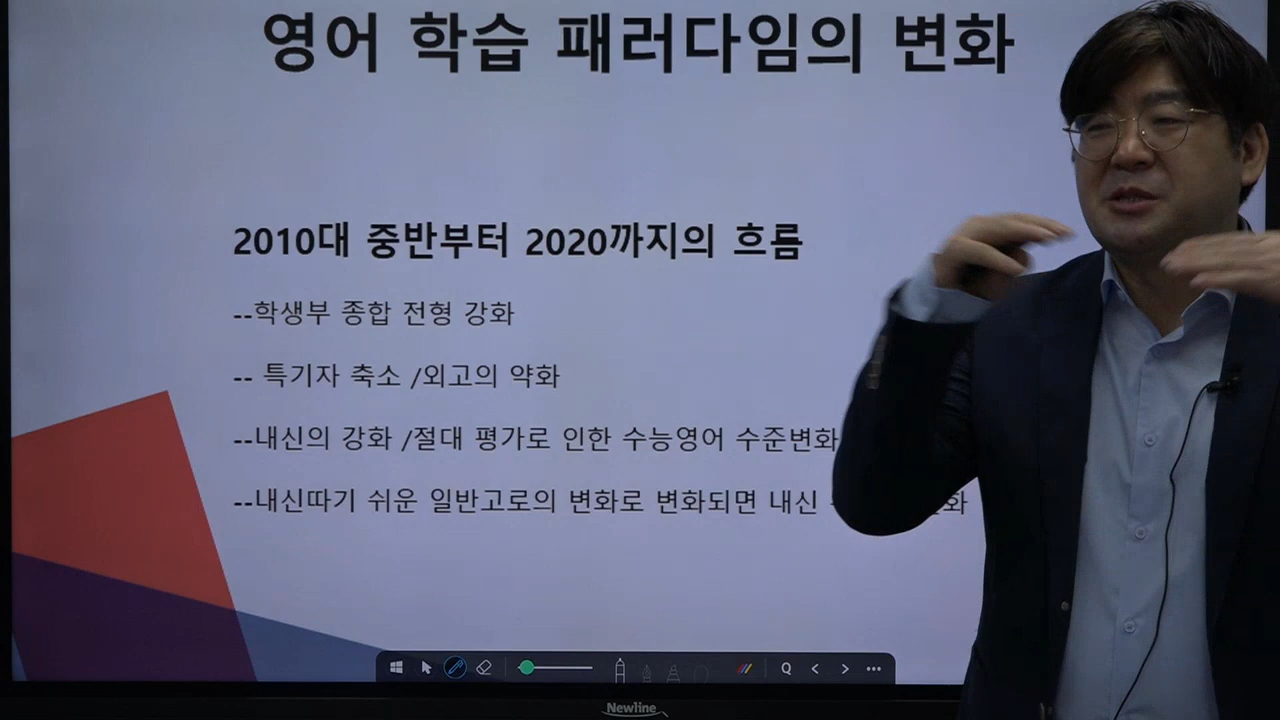 영어 학습 패러다임의 변화
2010대 중반부터 2020까지의 흐름
--학생부 종합 전형 강화
-- 특기자 축소 /외고의 약화
--내신의 강화 /절대 평가로 인한 수능영어 수준변화
--내신따기 쉬운 일반고로의 변화로 변화되면 내신
Newline